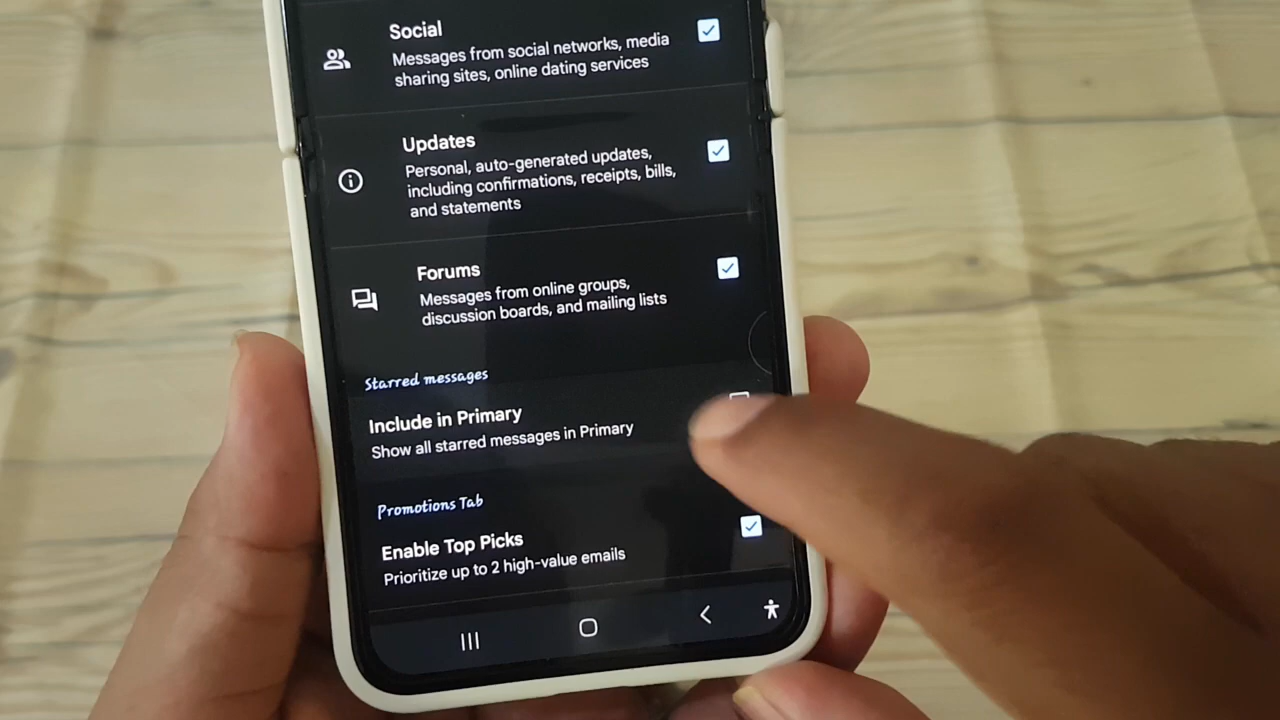 Social
Messages from social networks, media
sharing sites, online dating services
Updates
Personal, auto-generated updates,
including confirmations, receipts, bills,
and statements
Forums
Messages from online groups,
discussion boards, and mailing lists
Starred messages
Include in Primary
Show all starred messages in Primary
Promotions Tab
Enable Top Picks
Prioritize up to 2 high-value emails